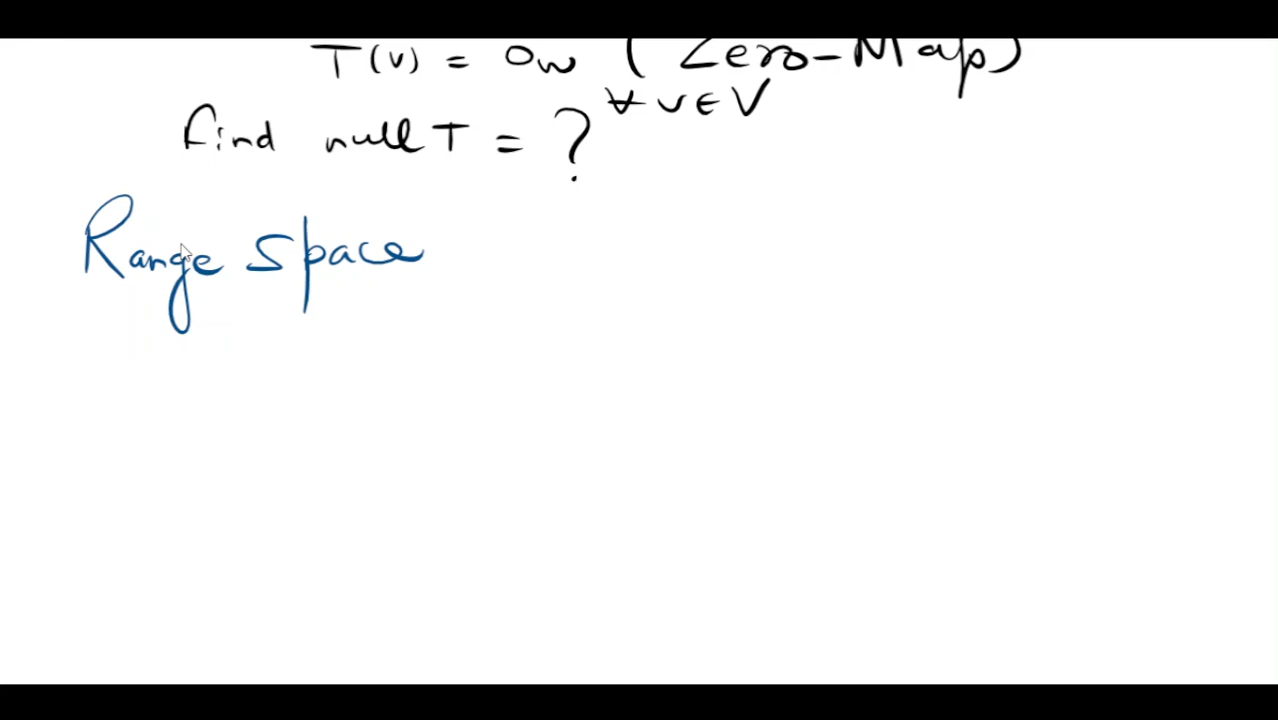 T(v) = 0w (Zero-Map)
∀ v ∈ V
find null T = ?
Range Space